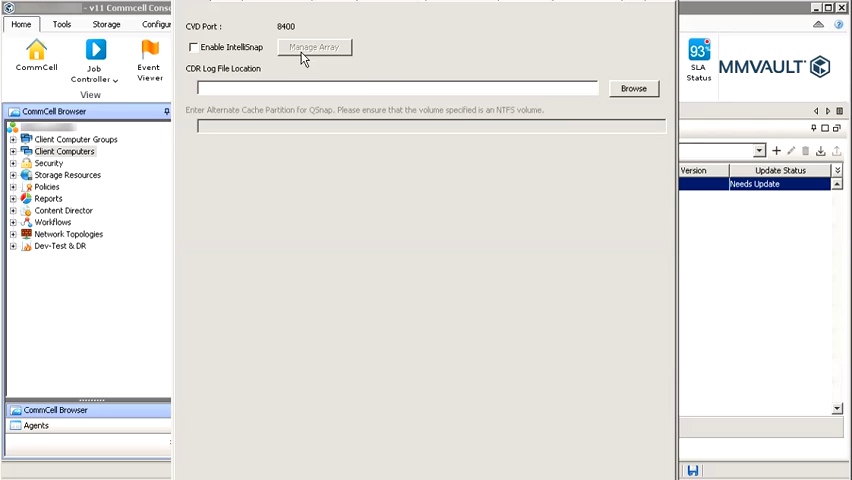 - v11 Commcell Conso
Home
Tools
Storage
Configur
CommCell
Job
Controller
Event
Viewer
View
CommCell Browser
Client Computer Groups
Client Computers
Security
Storage Resources
Policies
Reports
Content Director
Workflows
Network Topologies
Dev-Test & DR
CommCell Browser
Agents
CVD Port :
8400
Enable IntelliSnap
Manage Array
CDR Log File Location
Browse
Enter Alternate Cache Partition for QSnap. Please ensure that the volume specified is an NTFS volume.
93%
SLA
Status
MMVAULT
Version
Update Status
Needs Update